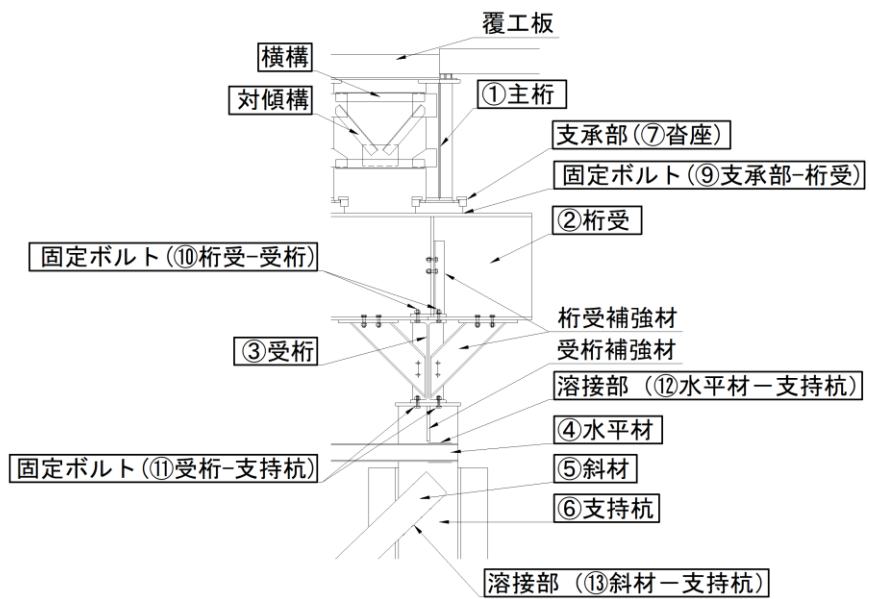 覆工板
横構
①主桁
対傾構
支承部(⑦沓座)
固定ボルト(⑨支承部-桁受)
②桁受
固定ボルト(⑩桁受-受桁)
桁受補強材
③受桁
受桁補強材
溶接部(⑫水平材－支持杭)
④水平材
固定ボルト(⑪受桁-支持杭)
⑤斜材
⑥支持杭
溶接部(⑬斜材－支持杭)